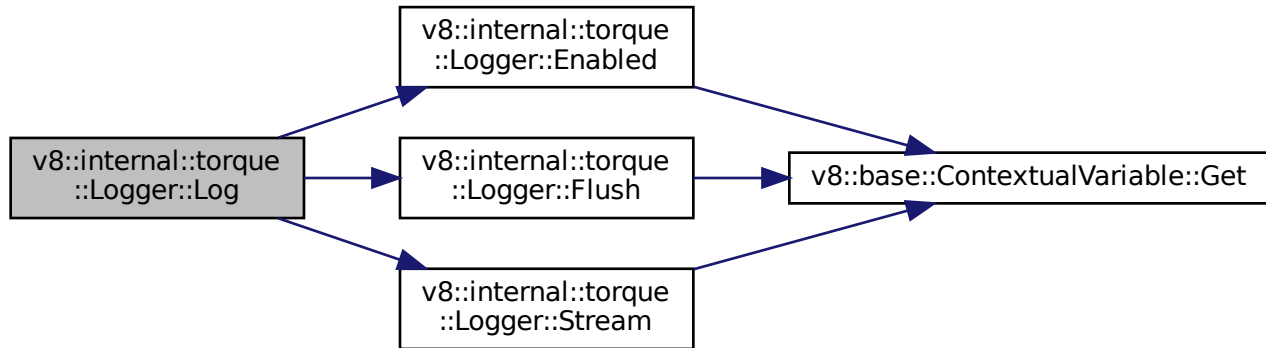 v8::internal::torque
::Logger::Log
v8::internal::torque
::Logger::Enabled
v8::internal::torque
::Logger::Flush
v8::internal::torque
::Logger::Stream
v8::base::ContextualVariable::Get